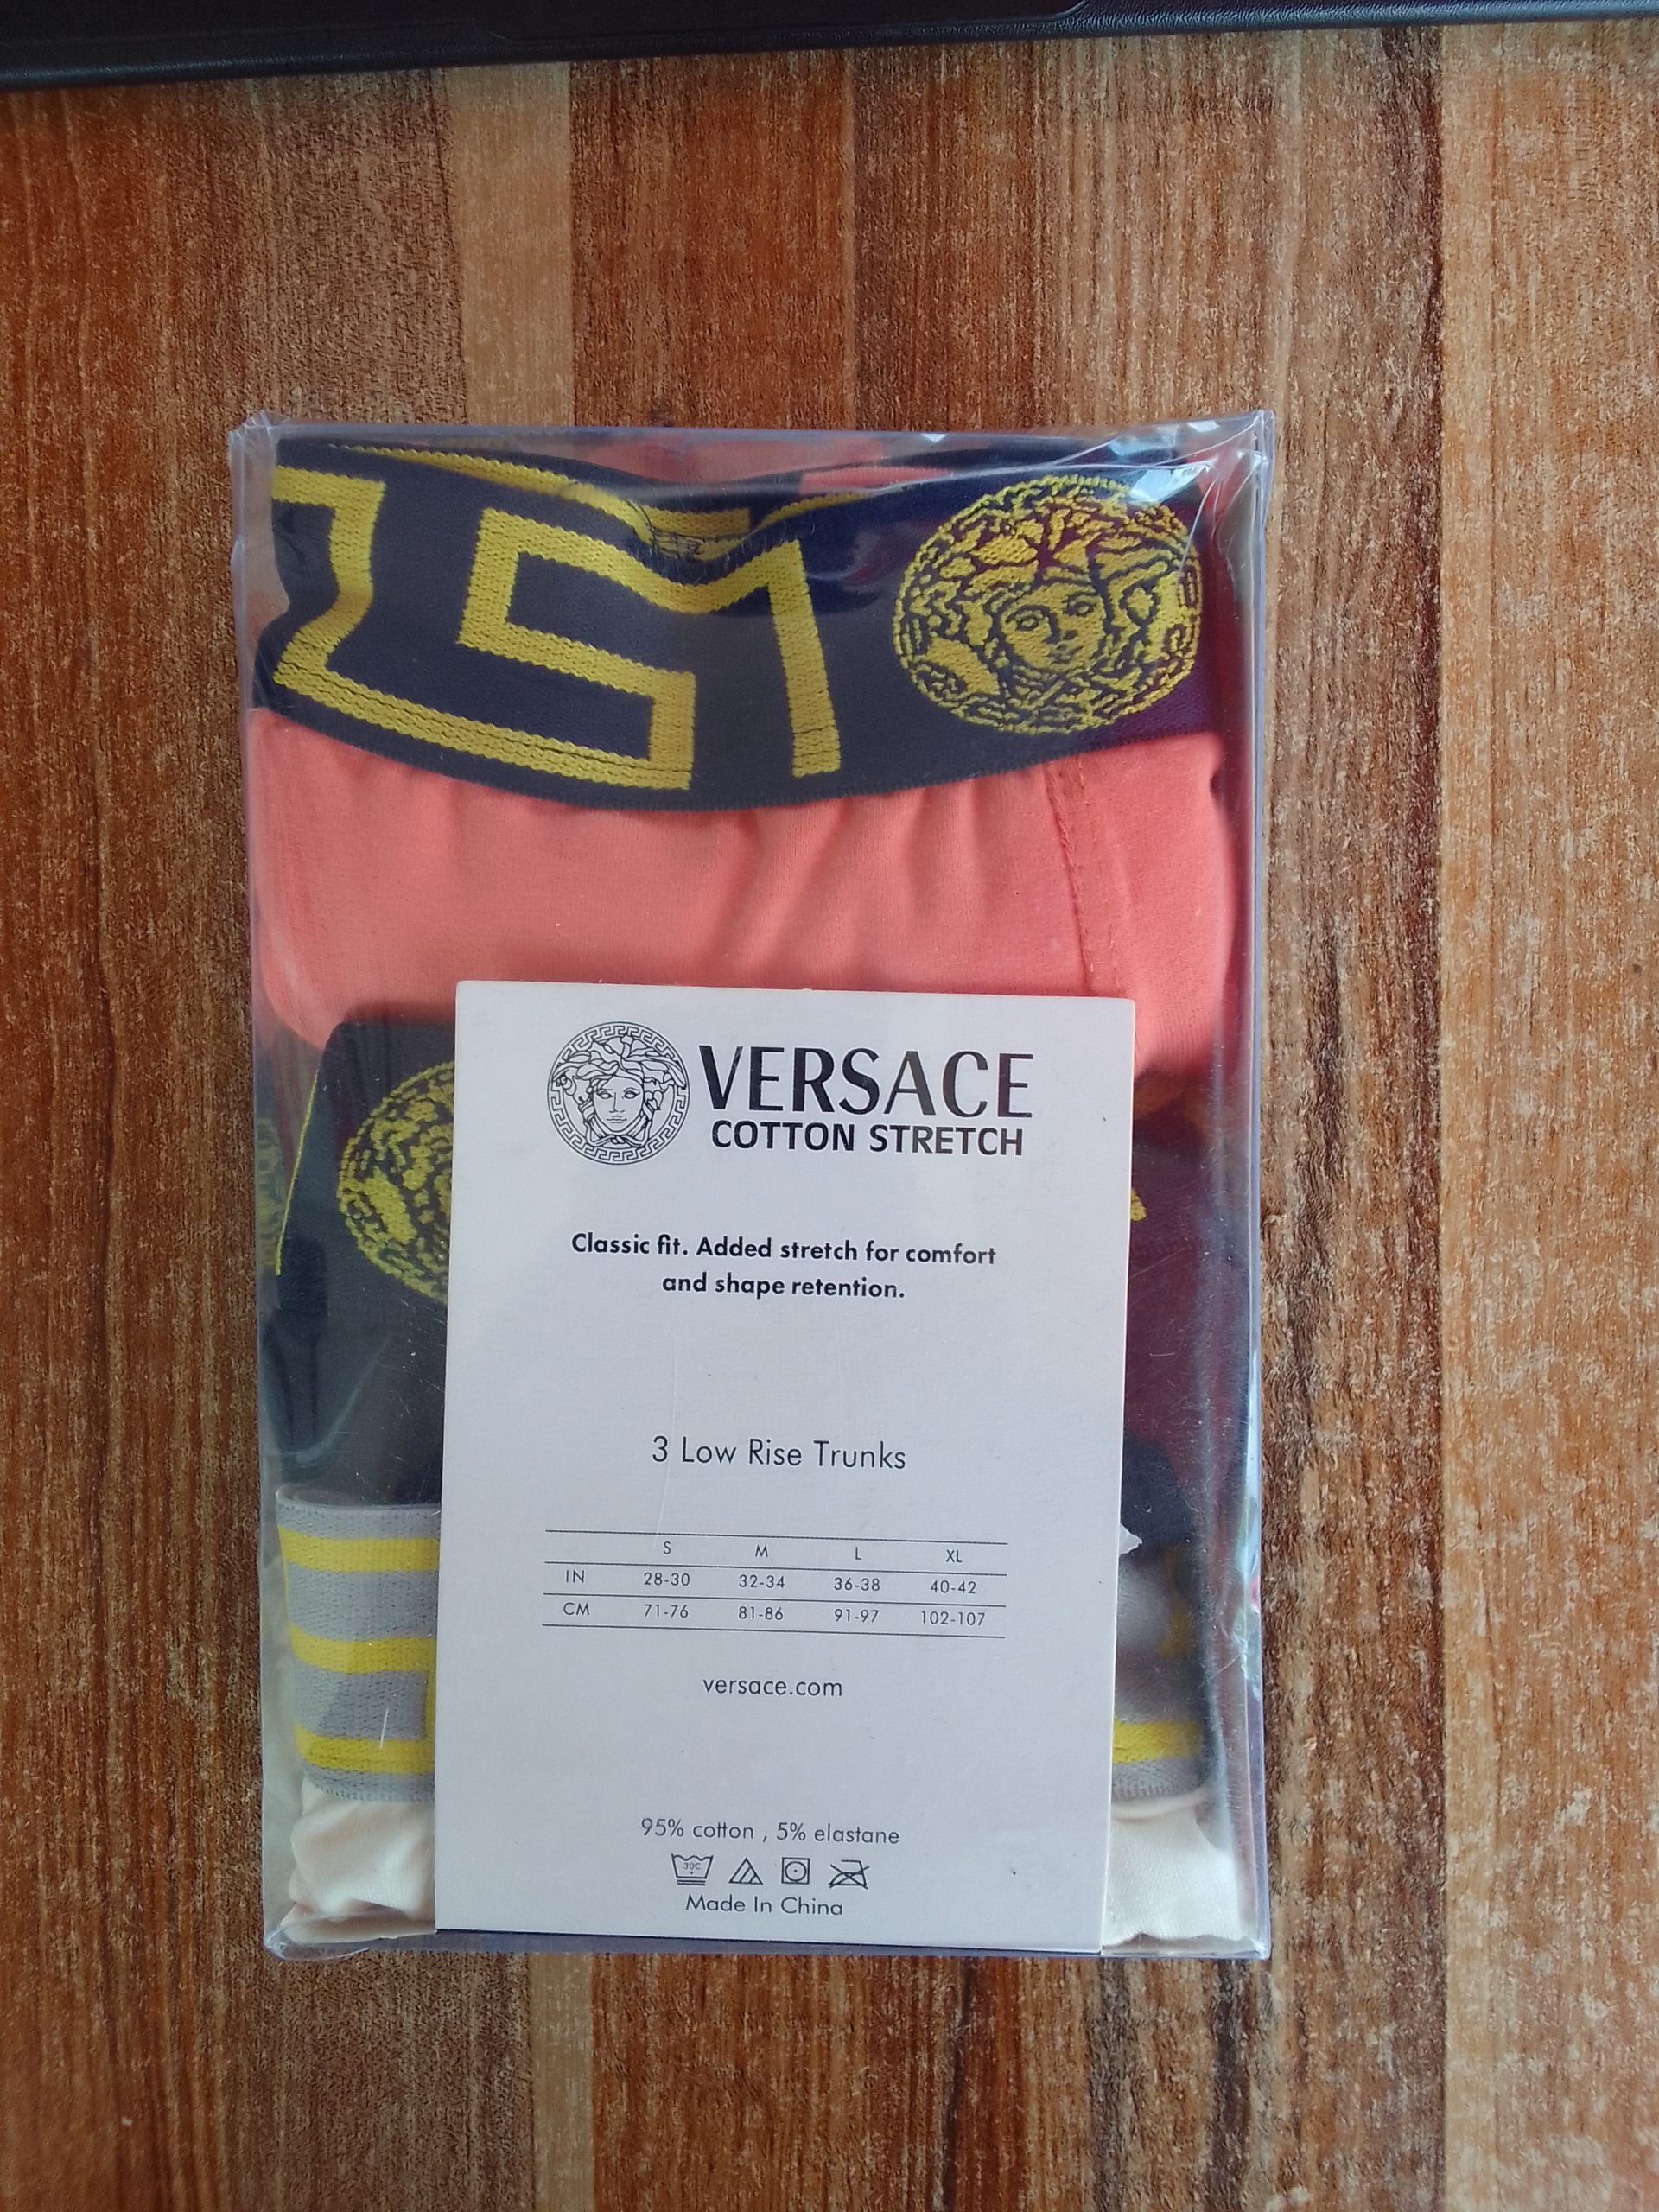 VERSACE
COTTON STRETCH
Classic fit. Added stretch for comfort
and shape retention.
3 Low Rise Trunks
S M L XL
IN 28-30 32-34 36-38 40-42
CM 71-76 81-86 91-97 102-107
versace.com
95% cotton , 5% elastane
30C
Made In China